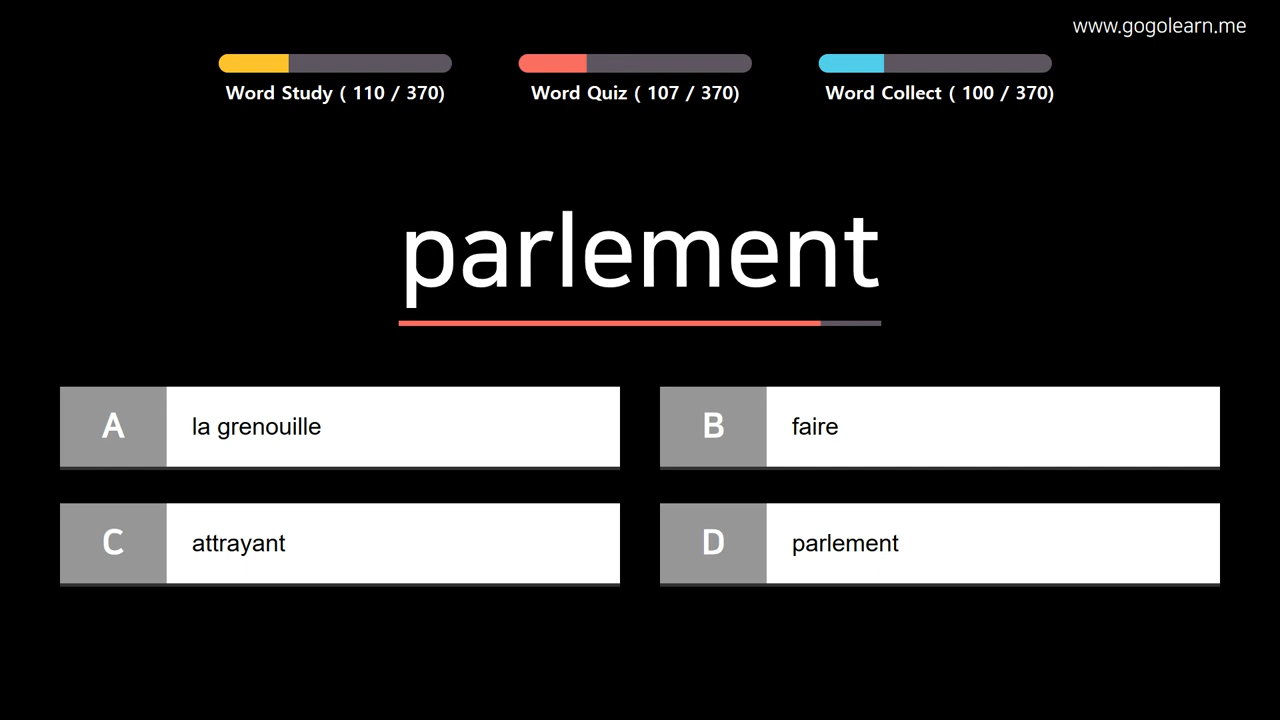 www.gogolearn.me
Word Study ( 110 / 370)
Word Quiz ( 107 / 370)
Word Collect ( 100 / 370)
parlement
A la grenouille
B faire
C attrayant
D parlement